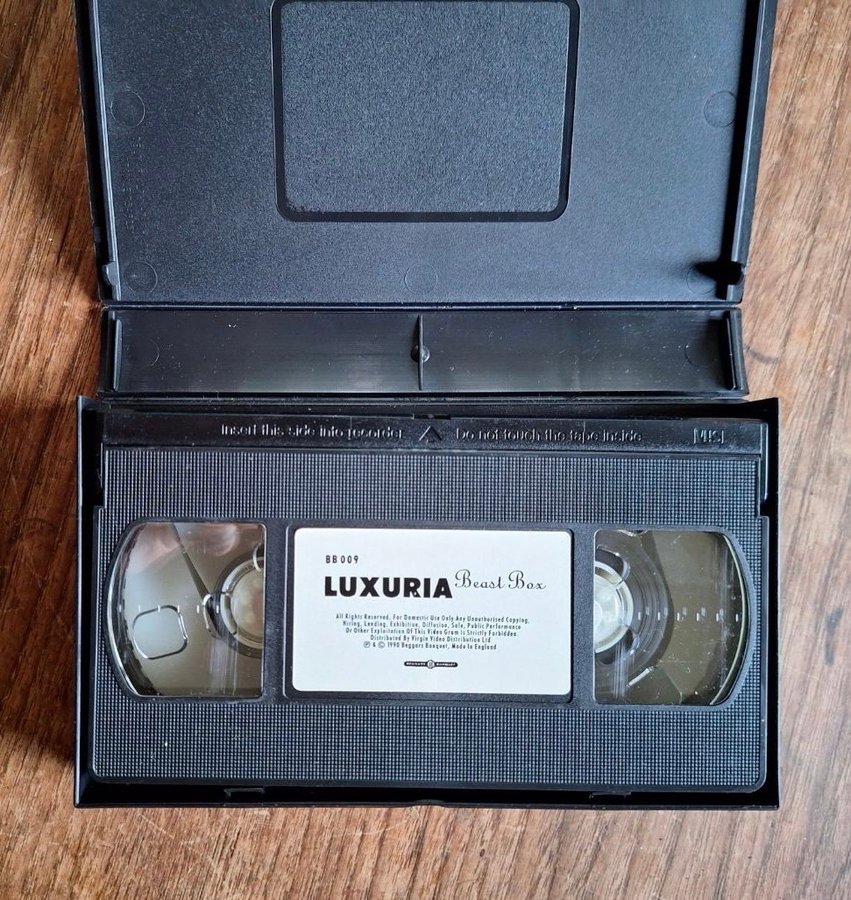 Insert this side into recorder Do not touch the tape inside VHS
BB 009
LUXURIA Beast Box
All Rights Reserved. For Domestic Use Only Any Unauthorised Copying,
Hiring, Lending, Exhibition, Diffusion, Sale, Public Performance
Or Other Exploitation Of This Video Gram Is Strictly Forbidden.
Distributed By Virgin Video Distribution Ltd
℗ & © 1990 Beggars Banquet, Made In England
BEGGARS BANQUET